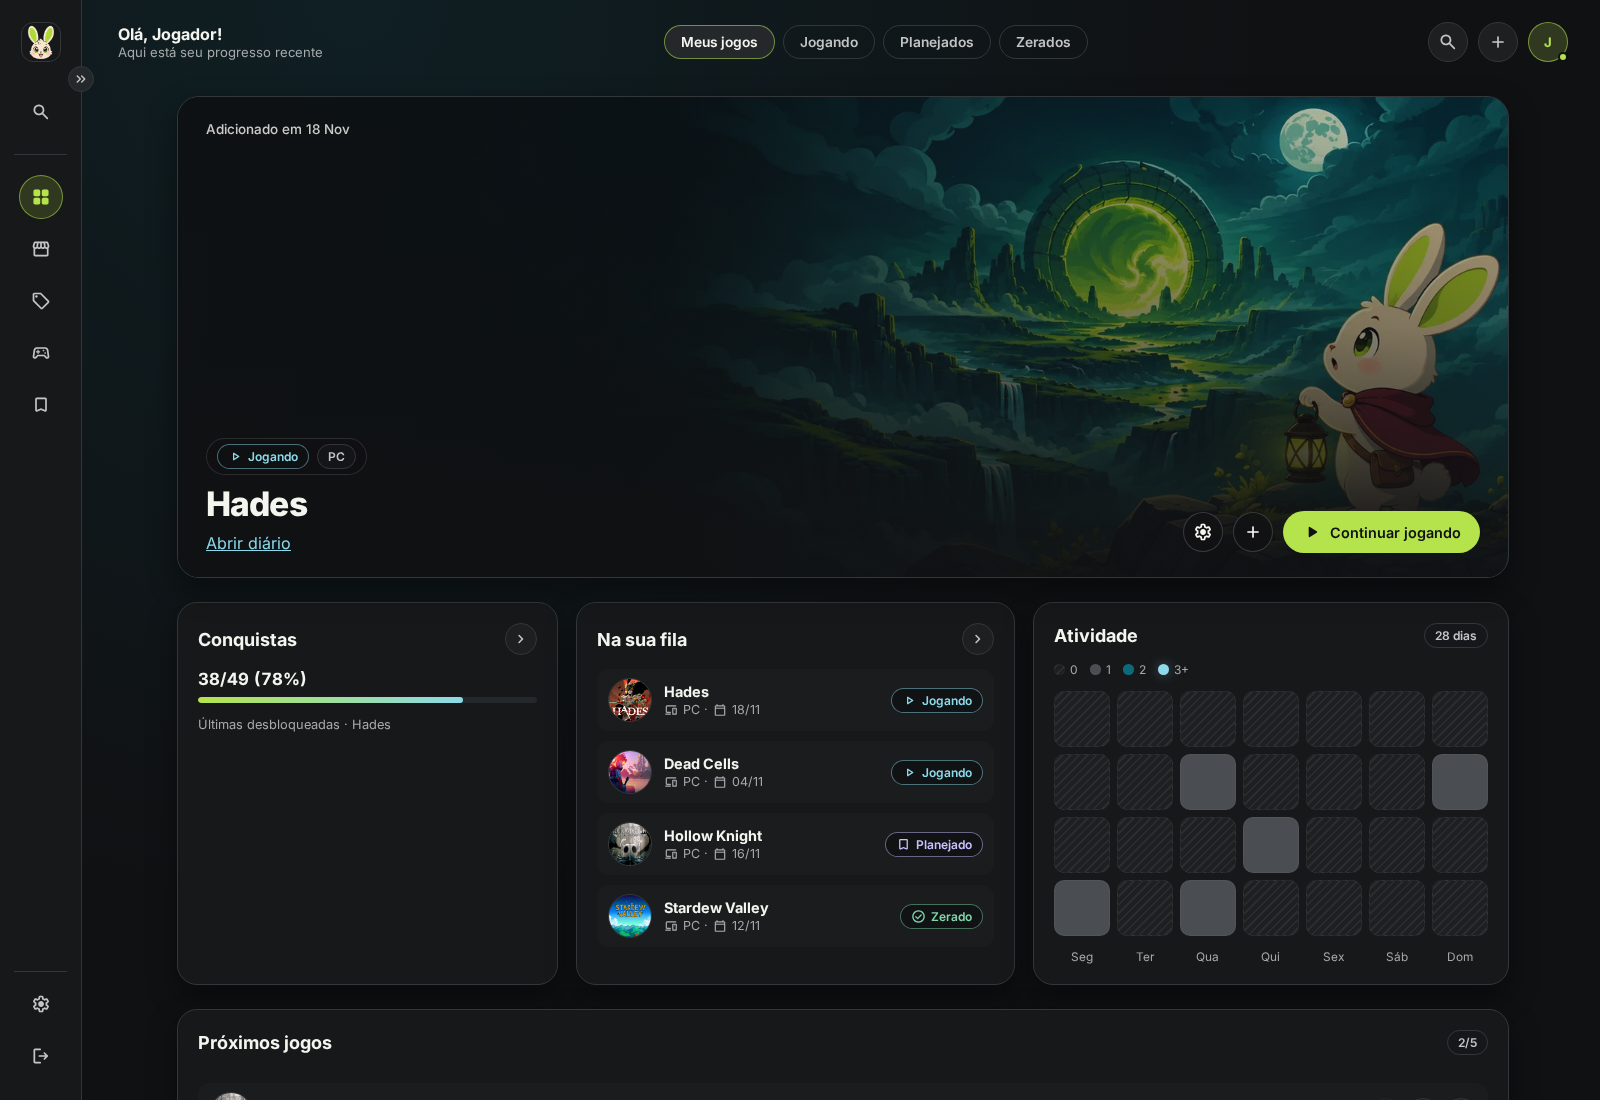 Olá, Jogador!
Aqui está seu progresso recente
Meus jogos
Jogando
Planejados
Zerados
J
Adicionado em 18 Nov
Jogando
PC
Hades
Abrir diário
Continuar jogando
Conquistas
38/49 (78%)
Últimas desbloqueadas · Hades
Na sua fila
Hades
PC · 18/11
Jogando
HADES
Dead Cells
PC · 04/11
Jogando
Hollow Knight
PC · 16/11
Planejado
STARDEW
VALLEY
Stardew Valley
PC · 12/11
Zerado
Atividade
28 dias
0 1 2 3+
Seg Ter Qua Qui Sex Sáb Dom
Próximos jogos
2/5